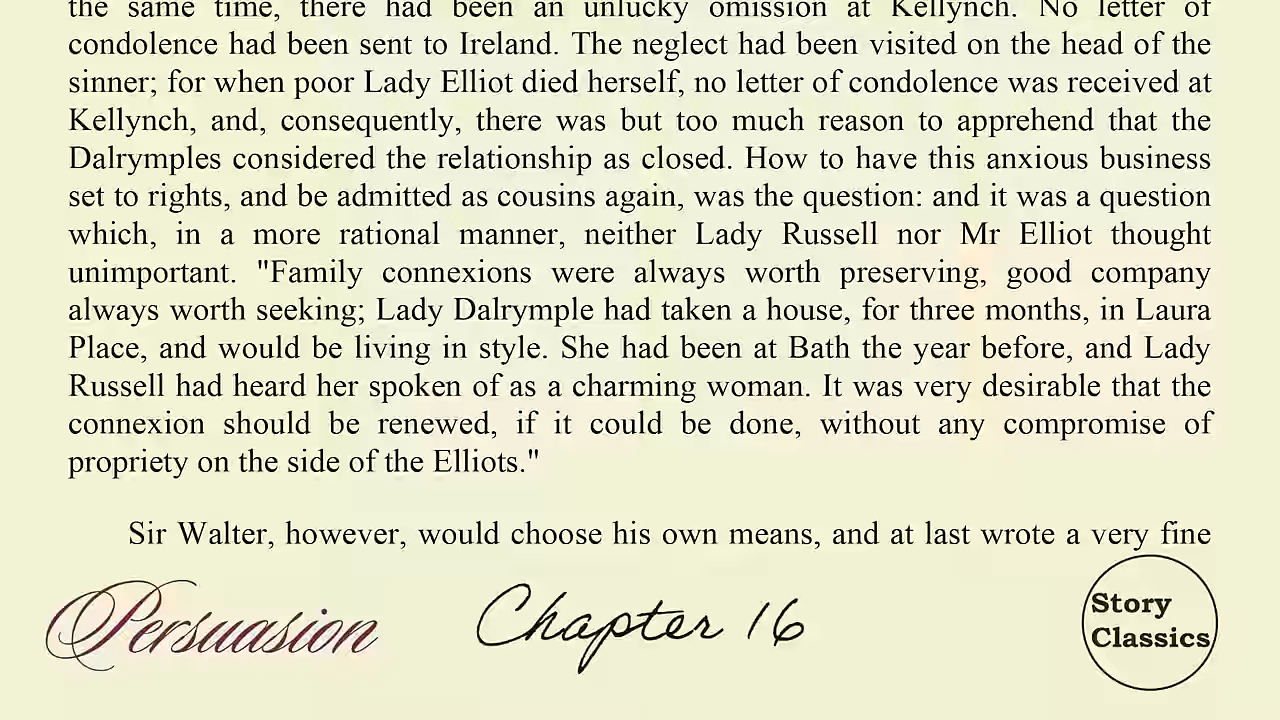 the same time, there had been an unlucky omission at Kellynch. No letter of
condolence had been sent to Ireland. The neglect had been visited on the head of the
sinner; for when poor Lady Elliot died herself, no letter of condolence was received at
Kellynch, and, consequently, there was but too much reason to apprehend that the
Dalrymples considered the relationship as closed. How to have this anxious business
set to rights, and be admitted as cousins again, was the question: and it was a question
which, in a more rational manner, neither Lady Russell nor Mr Elliot thought
unimportant. "Family connexions were always worth preserving, good company
always worth seeking; Lady Dalrymple had taken a house, for three months, in Laura
Place, and would be living in style. She had been at Bath the year before, and Lady
Russell had heard her spoken of as a charming woman. It was very desirable that the
connexion should be renewed, if it could be done, without any compromise of
propriety on the side of the Elliots."
Sir Walter, however, would choose his own means, and at last wrote a very fine
Persuasion
Chapter 16
Story
Classics